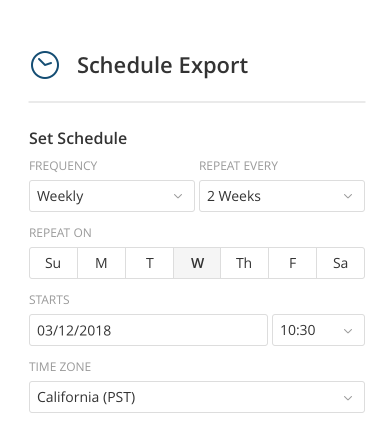 Schedule Export
Set Schedule
FREQUENCY REPEAT EVERY
Weekly 2 Weeks
REPEAT ON
Su M T W Th F Sa
STARTS
03/12/2018 10:30
TIME ZONE
California (PST)